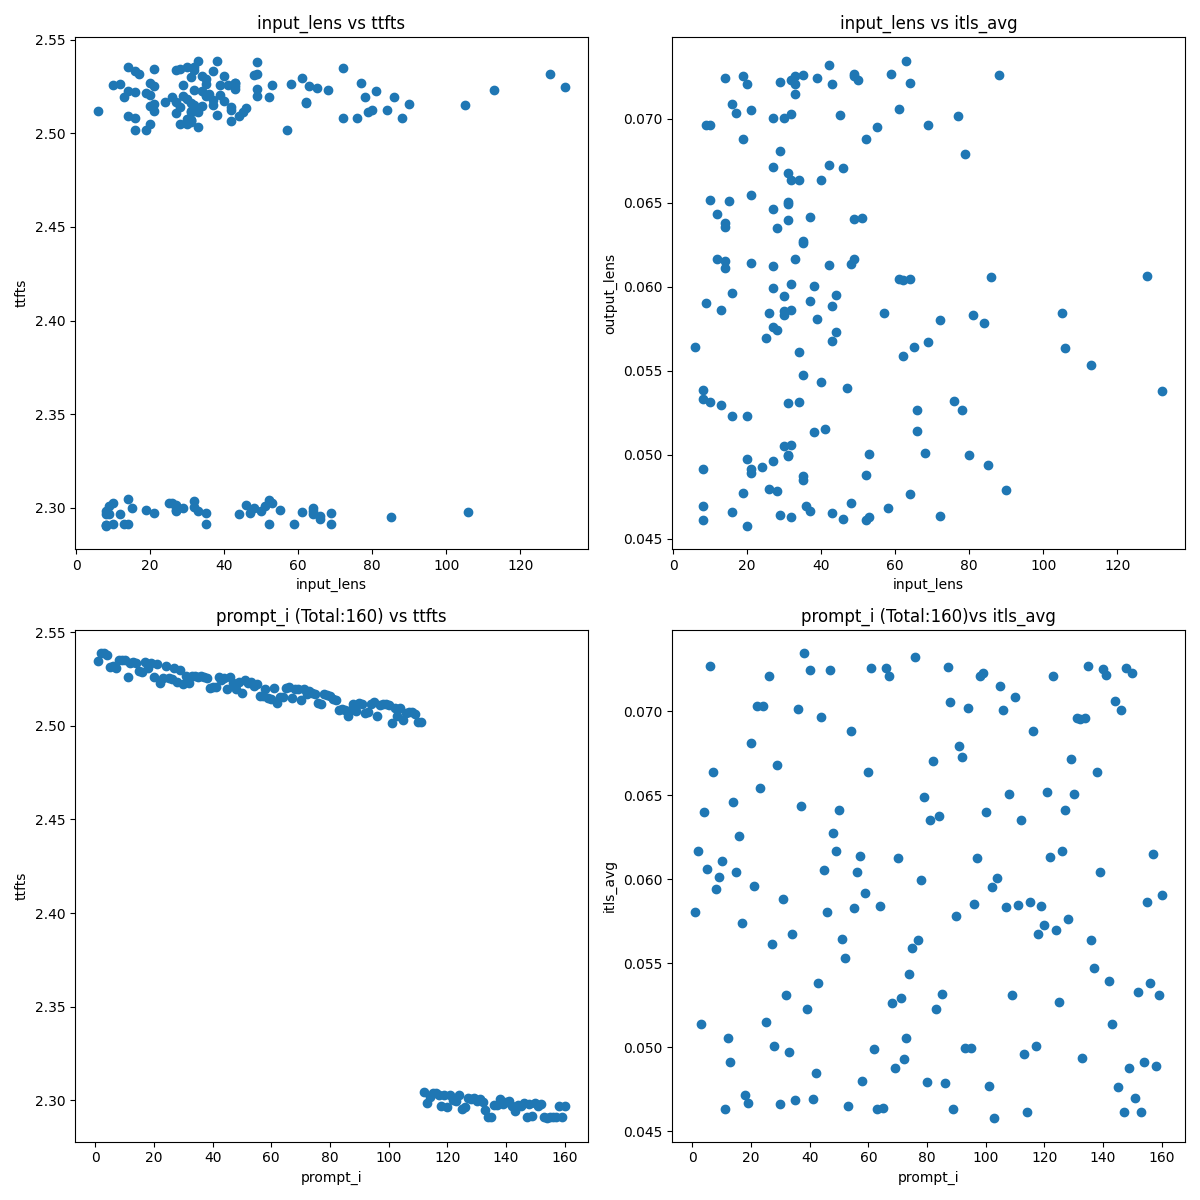 input_lens vs ttfts
2.55
2.50
2.45
2.40
2.35
2.30
ttfts
0 20 40 60 80 100 120
input_lens
input_lens vs itls_avg
0.070
0.065
0.060
0.055
0.050
0.045
output_lens
0 20 40 60 80 100 120
input_lens
prompt_i (Total:160) vs ttfts
2.55
2.50
2.45
2.40
2.35
2.30
ttfts
0 20 40 60 80 100 120 140 160
prompt_i
prompt_i (Total:160)vs itls_avg
0.070
0.065
0.060
0.055
0.050
0.045
itls_avg
0 20 40 60 80 100 120 140 160
prompt_i